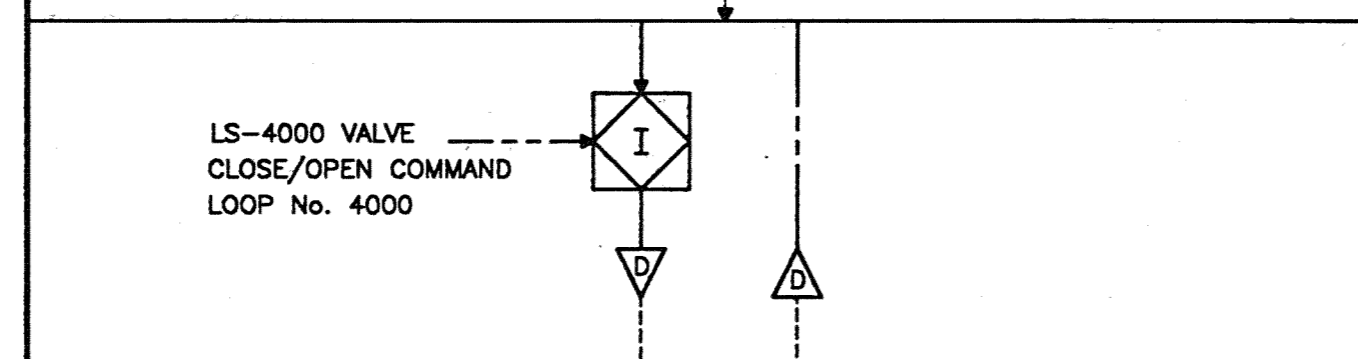 LS-4000 VALVE
CLOSE/OPEN COMMAND
LOOP No. 4000
I
D
D